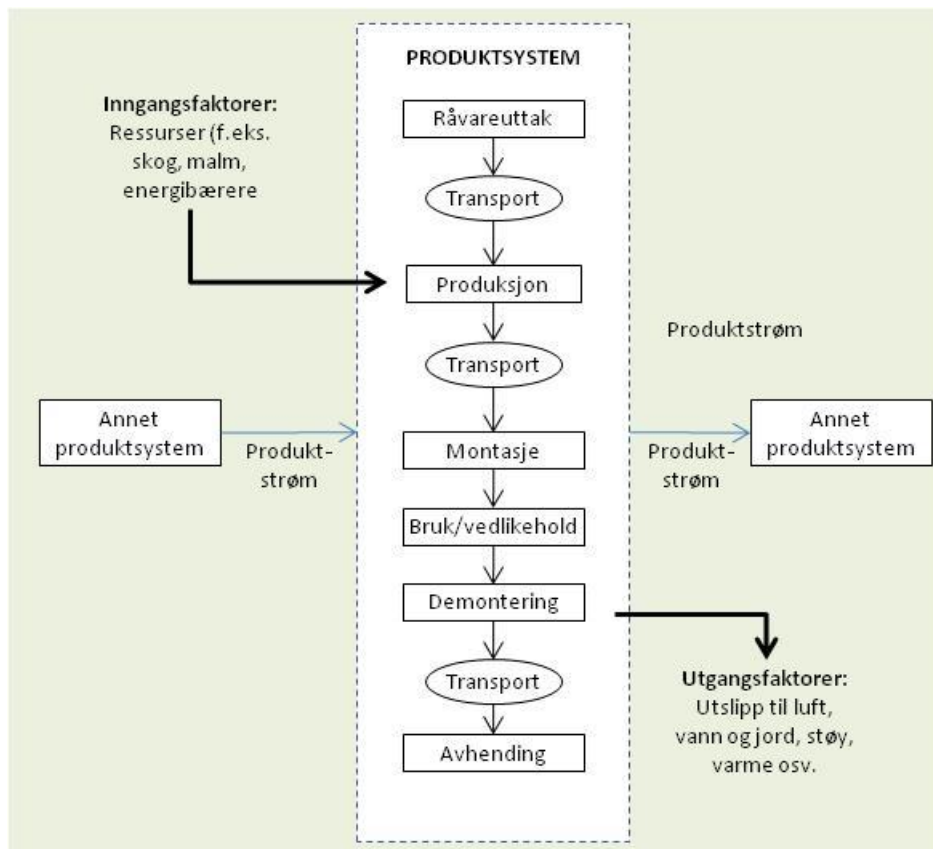 PRODUKTSYSTEM
Inngangsfaktorer:
Ressurser (f.eks.
skog, malm,
energibærere
Råvareuttak
Transport
Produksjon
Transport
Produktstrøm
Annet
produktsystem
Produkt-
strøm
Montasje
Produkt-
strøm
Annet
produktsystem
Bruk/vedlikehold
Demontering
Transport
Avhending
Utgangsfaktorer:
Utslipp til luft,
vann og jord, støy,
varme osv.